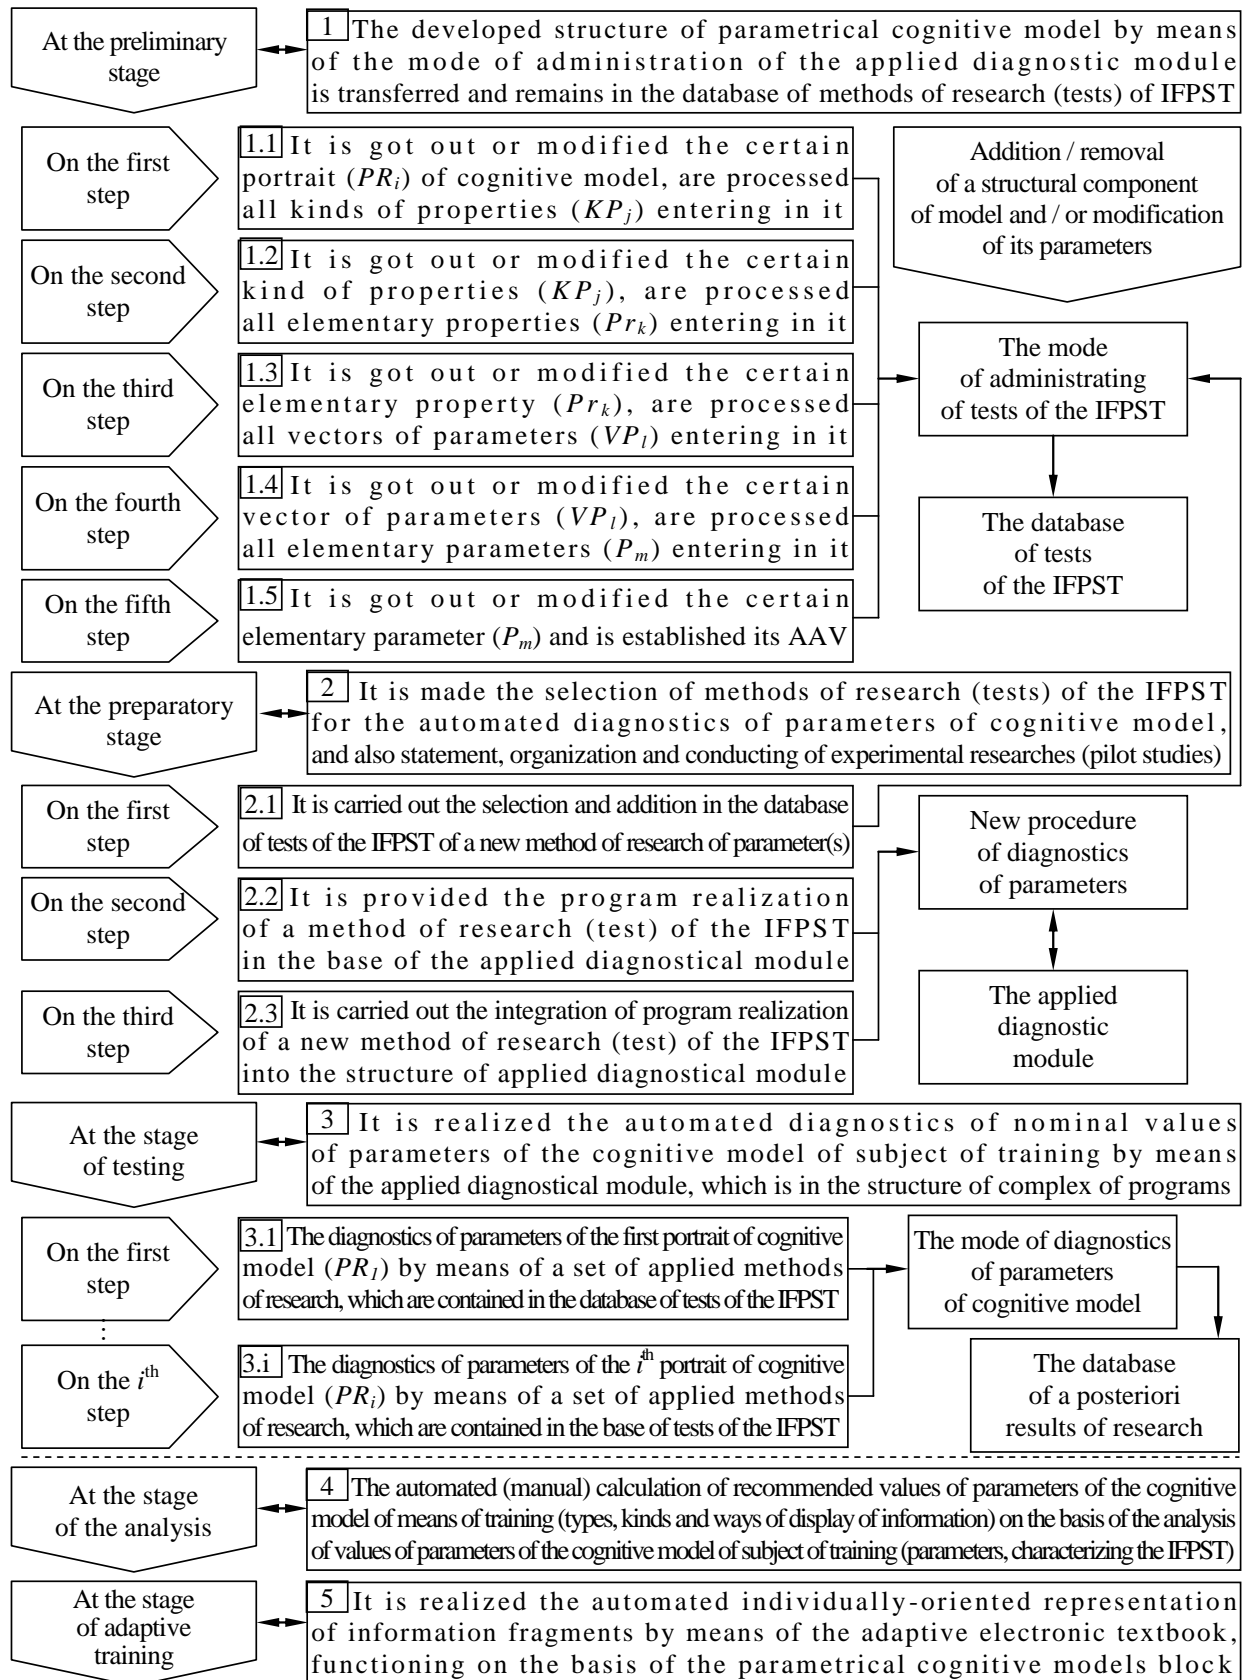 At the preliminary
stage
1 The developed structure of parametrical cognitive model by means
of the mode of administration of the applied diagnostic module
is transferred and remains in the database of methods of research (tests) of IFPST
On the first
step
1.1 It is got out or modified the certain
portrait (PRi) of cognitive model, are processed
all kinds of properties (KPj) entering in it
Addition / removal
of a structural component
of model and / or modification
of its parameters
On the second
step
1.2 It is got out or modified the certain
kind of properties (KPj), are processed
all elementary properties (Prk) entering in it
On the third
step
1.3 It is got out or modified the certain
elementary property (Prk), are processed
all vectors of parameters (VPl) entering in it
The mode
of administrating
of tests of the IFPST
On the fourth
step
1.4 It is got out or modified the certain
vector of parameters (VPl), are processed
all elementary parameters (Pm) entering in it
The database
of tests
of the IFPST
On the fifth
step
1.5 It is got out or modified the certain
elementary parameter (Pm) and is established its AAV
At the preparatory
stage
2 It is made the selection of methods of research (tests) of the IFPST
for the automated diagnostics of parameters of cognitive model,
and also statement, organization and conducting of experimental researches (pilot studies)
On the first
step
2.1 It is carried out the selection and addition in the database
of tests of the IFPST of a new method of research of parameter(s)
New procedure
of diagnostics
of parameters
On the second
step
2.2 It is provided the program realization
of a method of research (test) of the IFPST
in the base of the applied diagnostical module
On the third
step
2.3 It is carried out the integration of program realization
of a new method of research (test) of the IFPST
into the structure of applied diagnostical module
The applied
diagnostic
module
At the stage
of testing
3 It is realized the automated diagnostics of nominal values
of parameters of the cognitive model of subject of training by means
of the applied diagnostical module, which is in the structure of complex of programs
On the first
step
3.1 The diagnostics of parameters of the first portrait of cognitive
model (PR1) by means of a set of applied methods
of research, which are contained in the database of tests of the IFPST
The mode of diagnostics
of parameters
of cognitive model
...
On the ith
step
3.i The diagnostics of parameters of the ith portrait of cognitive
model (PRi) by means of a set of applied methods
of research, which are contained in the base of tests of the IFPST
The database
of a posteriori
results of research
At the stage
of the analysis
4 The automated (manual) calculation of recommended values of parameters of the cognitive
model of means of training (types, kinds and ways of display of information) on the basis of the analysis
of values of parameters of the cognitive model of subject of training (parameters, characterizing the IFPST)
At the stage
of adaptive
training
5 It is realized the automated individually-oriented representation
of information fragments by means of the adaptive electronic textbook,
functioning on the basis of the parametrical cognitive models block